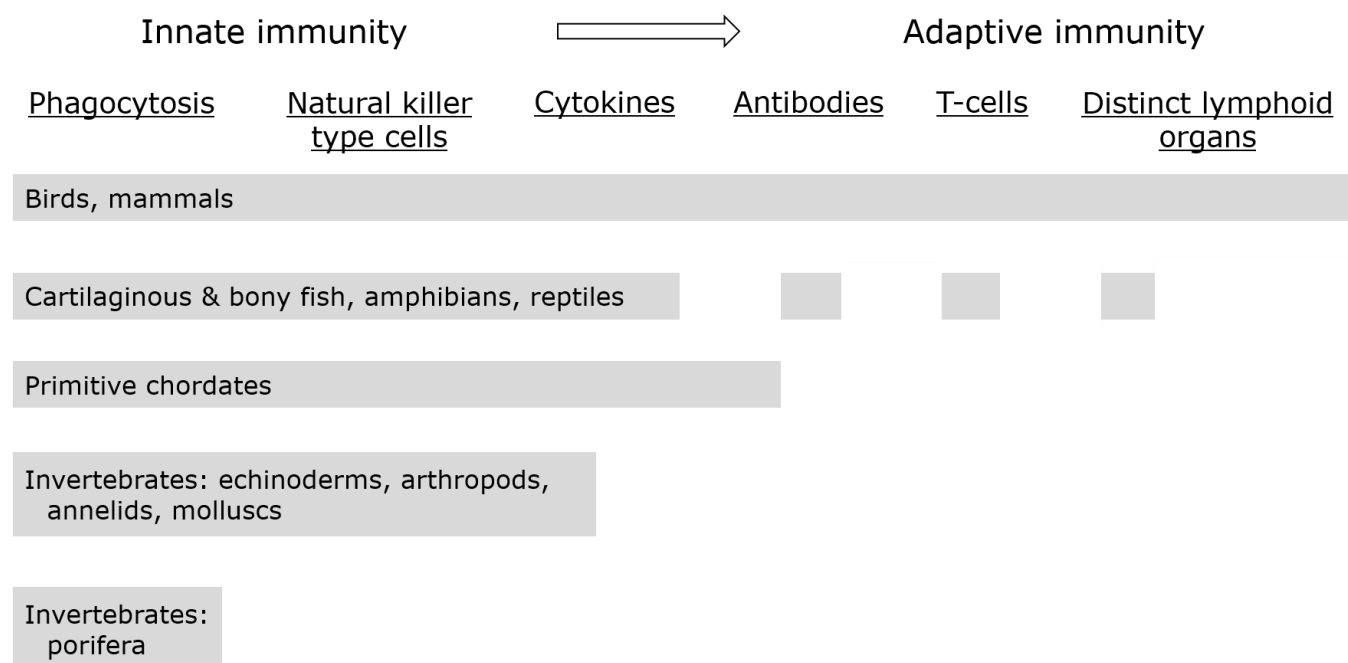 Innate immunity
Adaptive immunity
Phagocytosis
Natural killer
type cells
Cytokines
Antibodies
T-cells
Distinct lymphoid
organs
Birds, mammals
Cartilaginous & bony fish, amphibians, reptiles
Primitive chordates
Invertebrates: echinoderms, arthropods,
annelids, molluscs
Invertebrates:
porifera